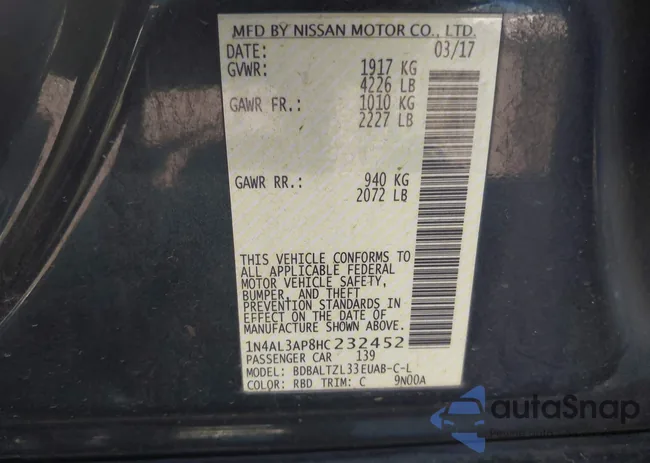 MFD BY NISSAN MOTOR CO., LTD.
DATE: 03/17
GVWR: 1917 KG
4226 LB
GAWR FR.: 1010 KG
2227 LB
GAWR RR.: 940 KG
2072 LB
THIS VEHICLE CONFORMS TO
ALL APPLICABLE FEDERAL
MOTOR VEHICLE SAFETY,
BUMPER, AND THEFT
PREVENTION STANDARDS IN
EFFECT ON THE DATE OF
MANUFACTURE SHOWN ABOVE.
1N4AL3AP8HC232452
PASSENGER CAR 139
MODEL: BDBALTZL33EUAB-C-L
COLOR: RBD TRIM: C 9N00A
autaSnap